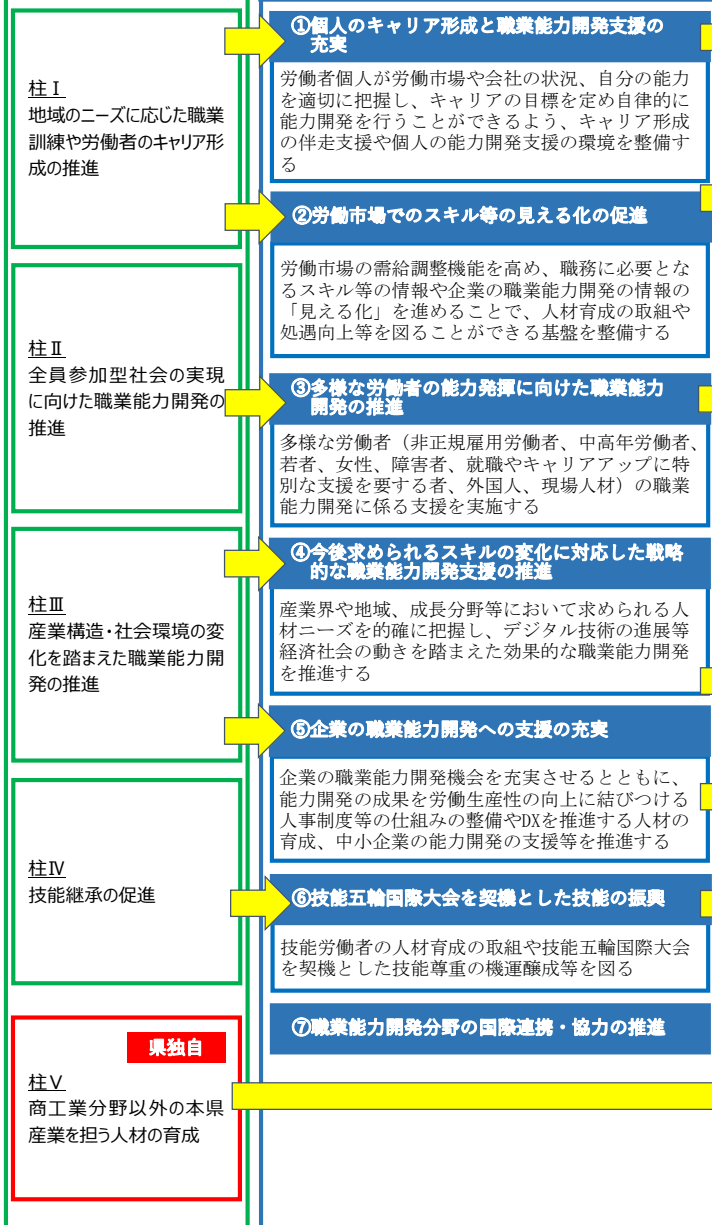 柱Ⅰ
地域のニーズに応じた職業
訓練や労働者のキャリア形
成の推進
柱Ⅱ
全員参加型社会の実現
に向けた職業能力開発の
推進
柱Ⅲ
産業構造・社会環境の変
化を踏まえた職業能力開
発の推進
柱Ⅳ
技能継承の促進
県独自
柱Ⅴ
商工業分野以外の本県
産業を担う人材の育成
①個人のキャリア形成と職業能力開発支援の
充実
労働者個人が労働市場や会社の状況、自分の能力
を適切に把握し、キャリアの目標を定め自律的に
能力開発を行うことができるよう、キャリア形成
の伴走支援や個人の能力開発支援の環境を整備す
る
②労働市場でのスキル等の見える化の促進
労働市場の需給調整機能を高め、職務に必要とな
るスキル等の情報や企業の職業能力開発の情報の
「見える化」を進めることで、人材育成の取組や
処遇向上等を図ることができる基盤を整備する
③多様な労働者の能力発揮に向けた職業能力
開発の推進
多様な労働者（非正規雇用労働者、中高年労働者、
若者、女性、障害者、就職やキャリアアップに特
別な支援を要する者、外国人、現場人材）の職業
能力開発に係る支援を実施する
④今後求められるスキルの変化に対応した戦略
的な職業能力開発支援の推進
産業界や地域、成長分野等において求められる人
材ニーズを的確に把握し、デジタル技術の進展等
経済社会の動きを踏まえた効果的な職業能力開発
を推進する
⑤企業の職業能力開発への支援の充実
企業の職業能力開発機会を充実させるとともに、
能力開発の成果を労働生産性の向上に結びつける
人事制度等の仕組みの整備やDXを推進する人材の
育成、中小企業の能力開発の支援等を推進する
⑥技能五輪国際大会を契機とした技能の振興
技能労働者の人材育成の取組や技能五輪国際大会
を契機とした技能尊重の機運醸成等を図る
⑦職業能力開発分野の国際連携・協力の推進